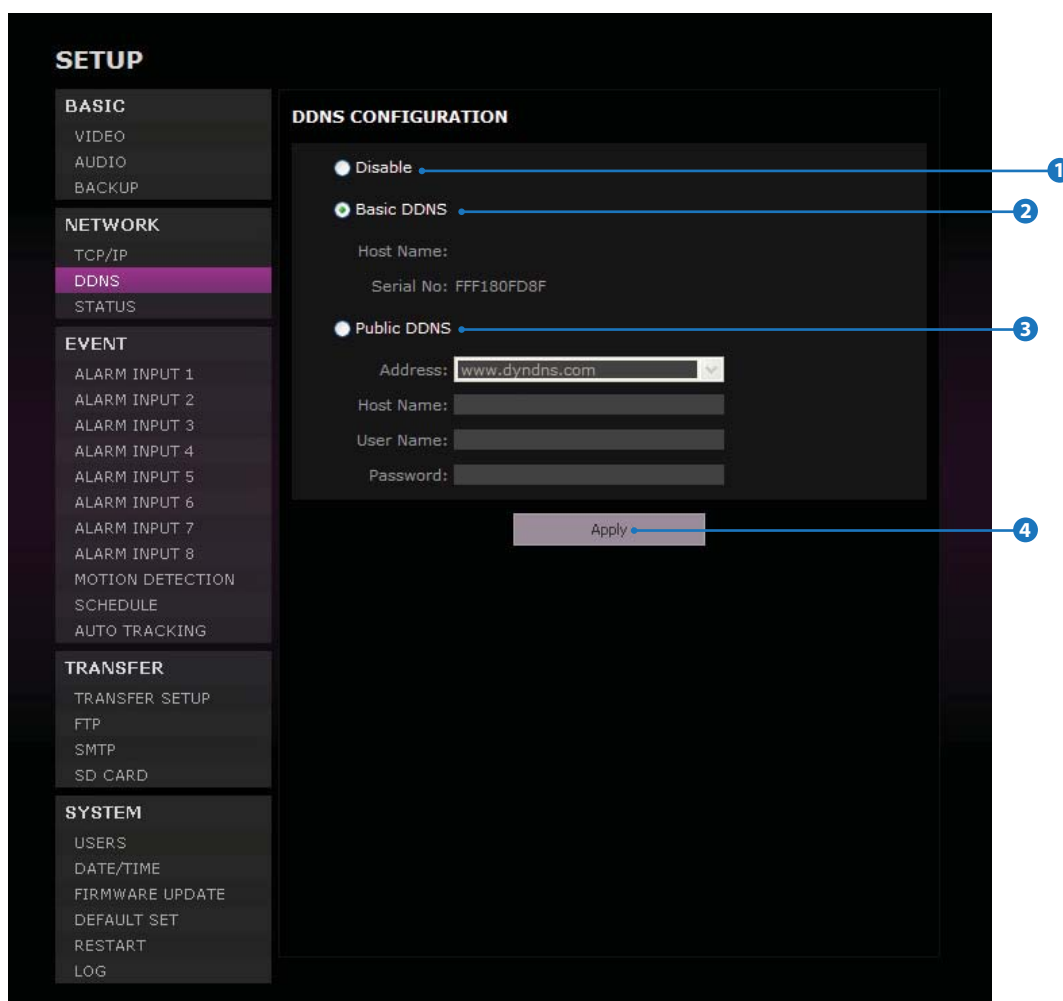 SETUP
BASIC
VIDEO
AUDIO
BACKUP
NETWORK
TCP/IP
DDNS
STATUS
EVENT
ALARM INPUT 1
ALARM INPUT 2
ALARM INPUT 3
ALARM INPUT 4
ALARM INPUT 5
ALARM INPUT 6
ALARM INPUT 7
ALARM INPUT 8
MOTION DETECTION
SCHEDULE
AUTO TRACKING
TRANSFER
TRANSFER SETUP
FTP
SMTP
SD CARD
SYSTEM
USERS
DATE/TIME
FIRMWARE UPDATE
DEFAULT SET
RESTART
LOG
DDNS CONFIGURATION
Disable 1
Basic DDNS 2
Host Name:
Serial No: FFF180FD8F
Public DDNS 3
Address: www.dyndns.com
Host Name:
User Name:
Password:
Apply 4